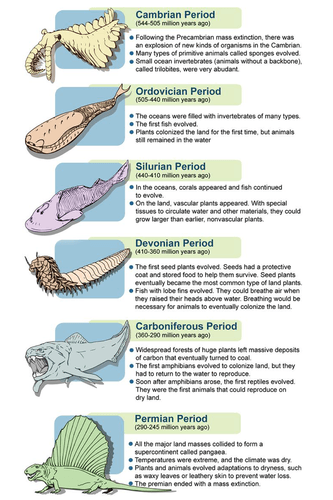 Cambrian Period
(544-505 million years ago)
Following the Precambrian mass extinction, there was
an explosion of new kinds of organisms in the Cambrian.
Many types of primitive animals called sponges evolved.
Small ocean invertebrates (animals without a backbone),
called trilobites, were very abudant.
Ordovician Period
(505-440 million years ago)
The oceans were filled with invertebrates of many types.
The first fish evolved.
Plants colonized the land for the first time, but animals
still remained in the water
Silurian Period
(440-410 million years ago)
In the oceans, corals appeared and fish continued
to evolve.
On the land, vascular plants appeared. With special
tissues to circulate water and other materials, they could
grow larger than earlier, nonvascular plants.
Devonian Period
(410-360 million years ago)
The first seed plants evolved. Seeds had a protective
coat and stored food to help them survive. Seed plants
eventually became the most common type of land plants.
Fish with lobe fins evolved. They could breathe air when
they raised their heads above water. Breathing would be
necessary for animals to eventually colonize the land.
Carboniferous Period
(360-290 million years ago)
Widespread forests of huge plants left massive deposits
of carbon that eventually turned to coal.
The first amphibians evolved to colonize land, but they
had to return to the water to reproduce.
Soon after amphibians arose, the first reptiles evolved.
They were the first animals that could reproduce on
dry land.
Permian Period
(290-245 million years ago)
All the major land masses collided to form a
supercontinent called pangaea.
Temperatures were extreme, and the climate was dry.
Plants and animals evolved adaptations to dryness, such
as waxy leaves or leathery skin to prevent water loss.
The premian ended with a mass extinction.